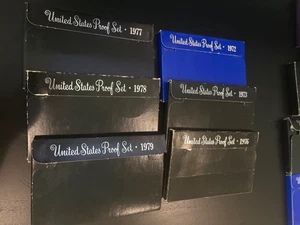 United States Proof Set • 1977
United States Proof Set • 1972
United States Proof Set • 1978
United States Proof Set • 1973
United States Proof Set • 1979
United States Proof Set • 1976